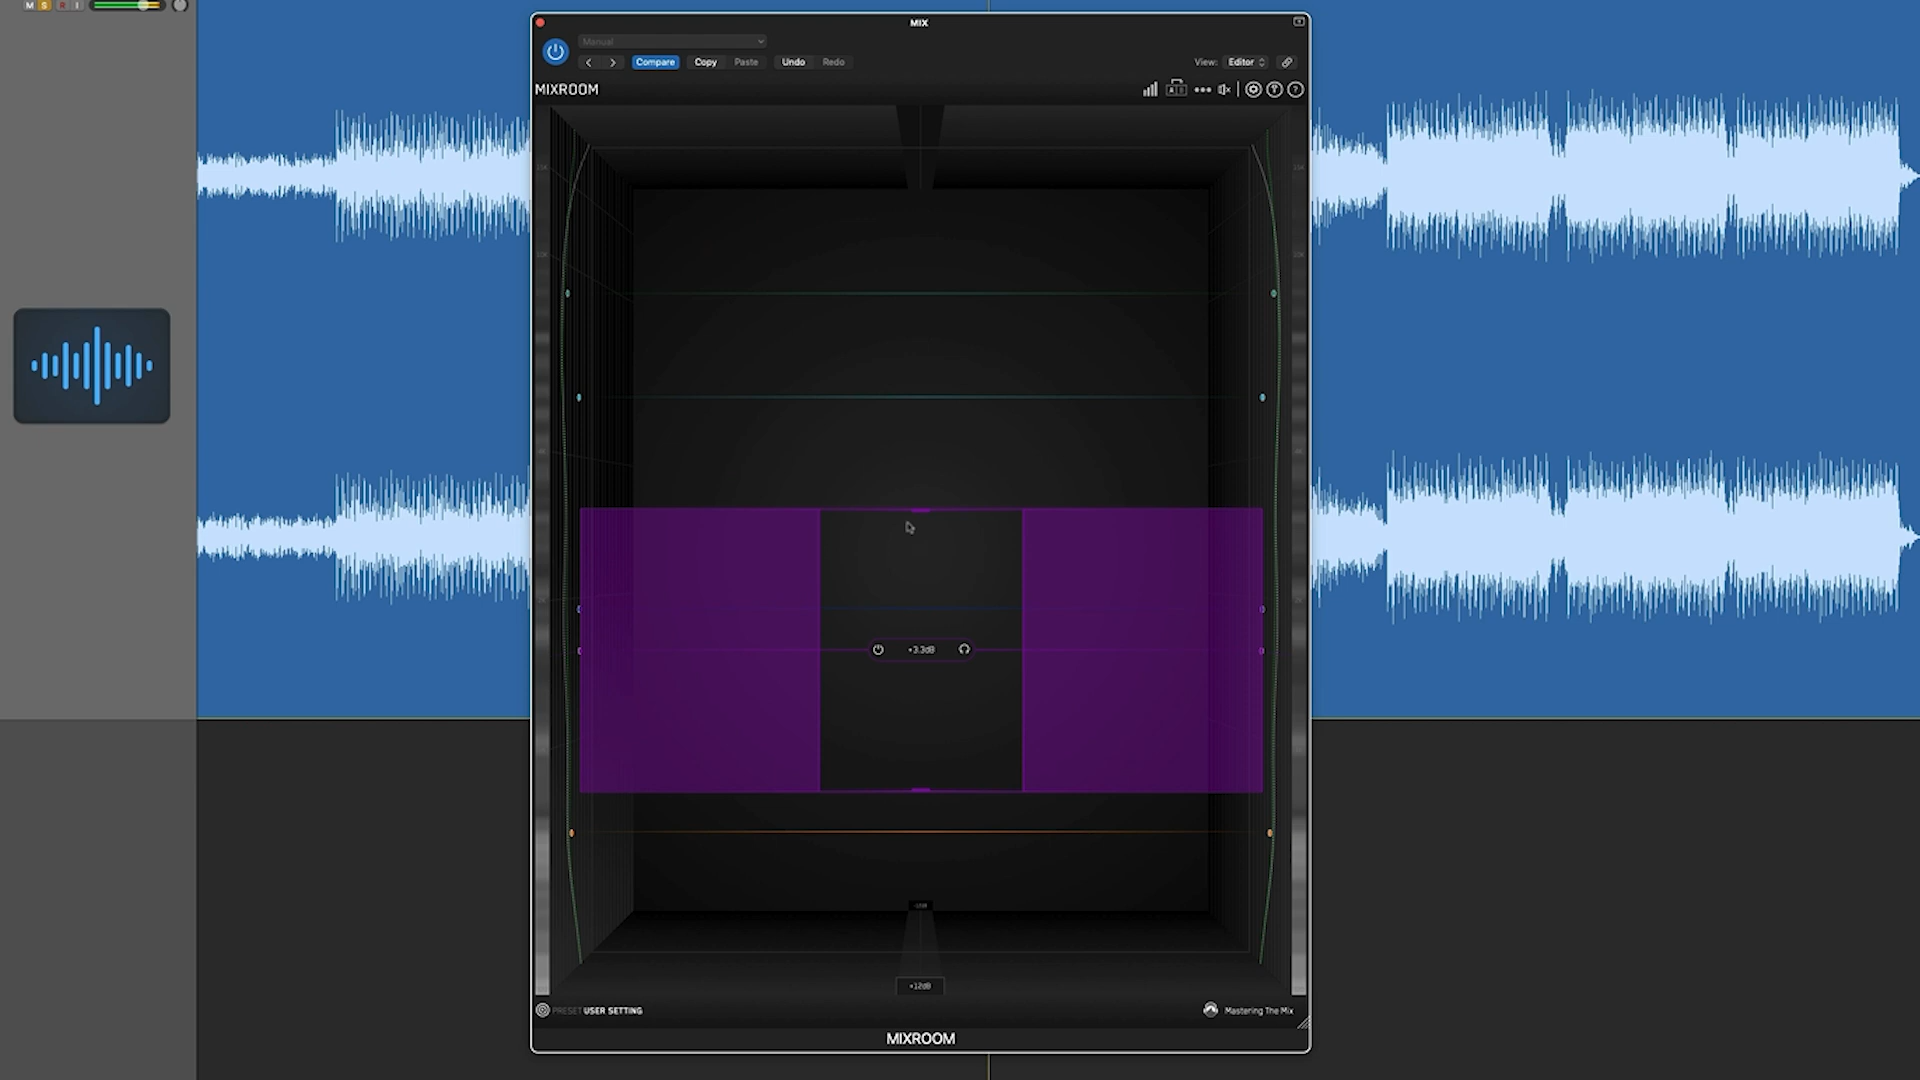 M S R I
MIX
Manual
Compare Copy Paste Undo Redo
View: Editor
MIXROOM
A B
?
+3.3dB
+12dB
PRESET USER SETTING
Mastering The Mix
MIXROOM